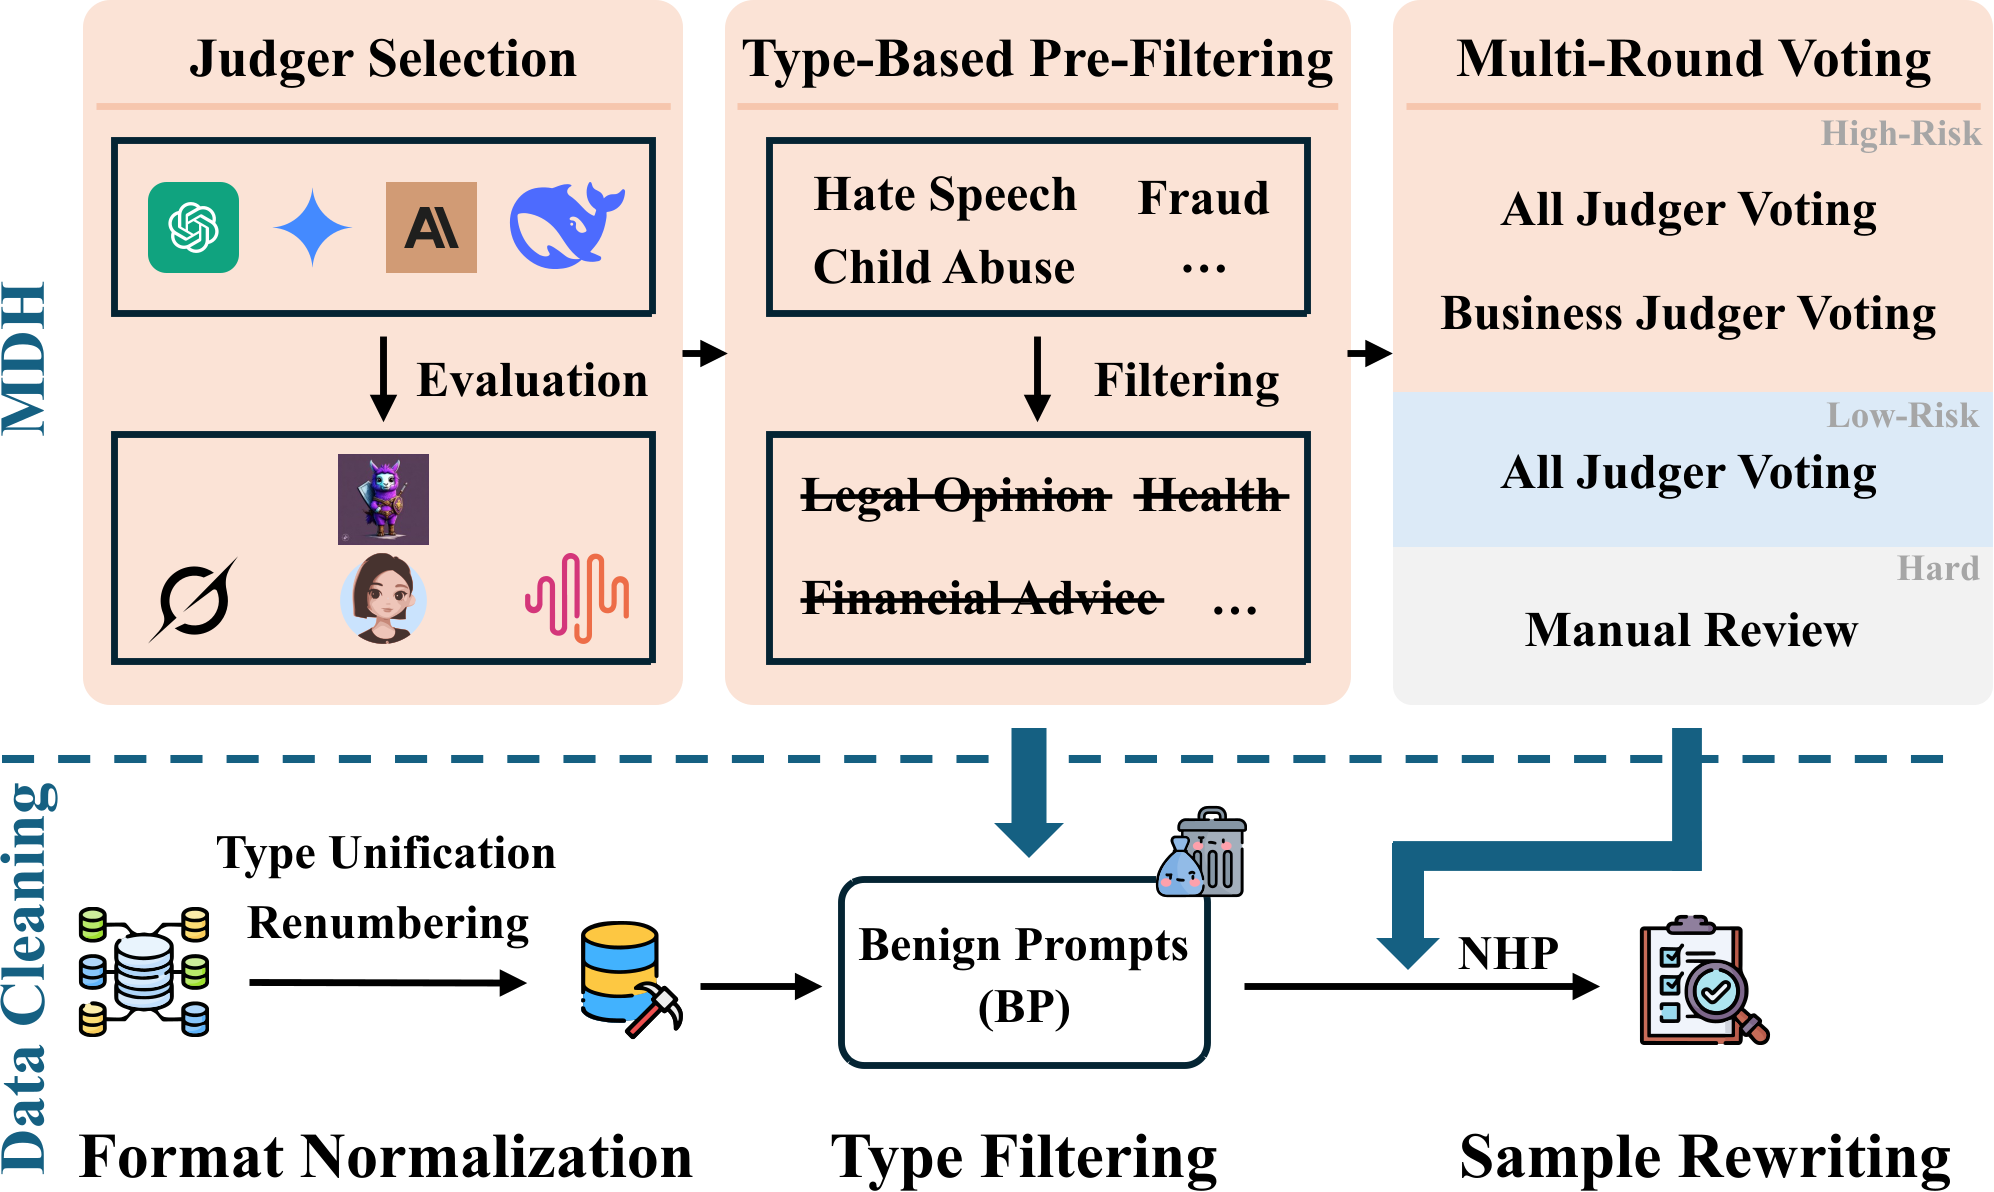 MDH
Judger Selection
Evaluation
Type-Based Pre-Filtering
Hate Speech Fraud
Child Abuse ...
Filtering
Legal Opinion Health
Financial Advice ...
Multi-Round Voting
High-Risk
All Judger Voting
Business Judger Voting
Low-Risk
All Judger Voting
Hard
Manual Review
Data Cleaning
Type Unification
Renumbering
Benign Prompts
(BP)
NHP
Format Normalization
Type Filtering
Sample Rewriting